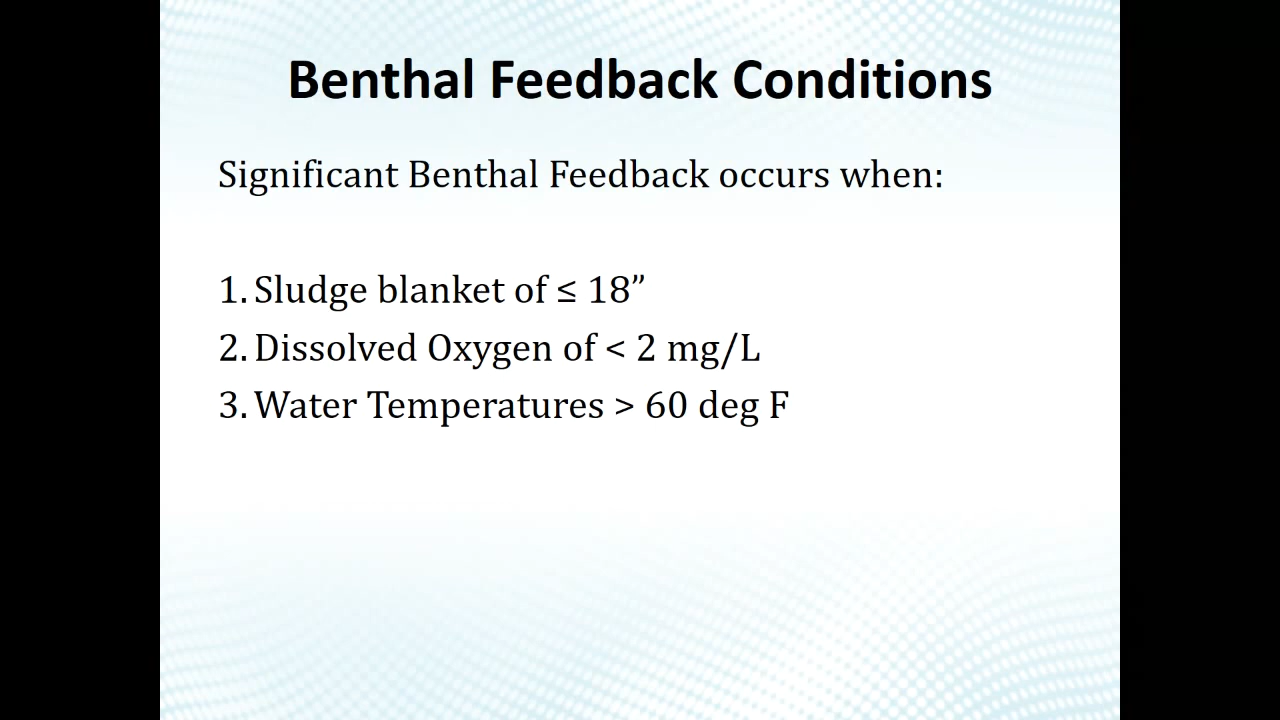 Benthal Feedback Conditions
Significant Benthal Feedback occurs when:
1. Sludge blanket of ≤ 18”
2. Dissolved Oxygen of < 2 mg/L
3. Water Temperatures > 60 deg F